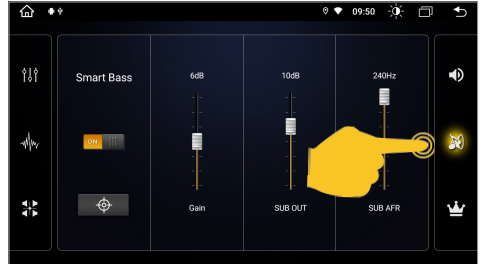 09:50
Smart Bass
6dB
10dB
240Hz
ON
Gain
SUB OUT
SUB AFR